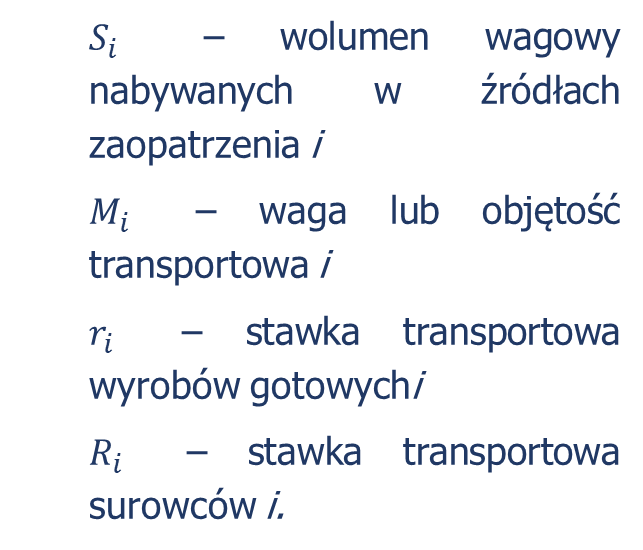 Sᵢ – wolumen wagowy
nabywanych w źródłach
zaopatrzenia i
Mᵢ – waga lub objętość
transportowa i
rᵢ – stawka transportowa
wyrobów gotowychi
Rᵢ – stawka transportowa
surowców i.